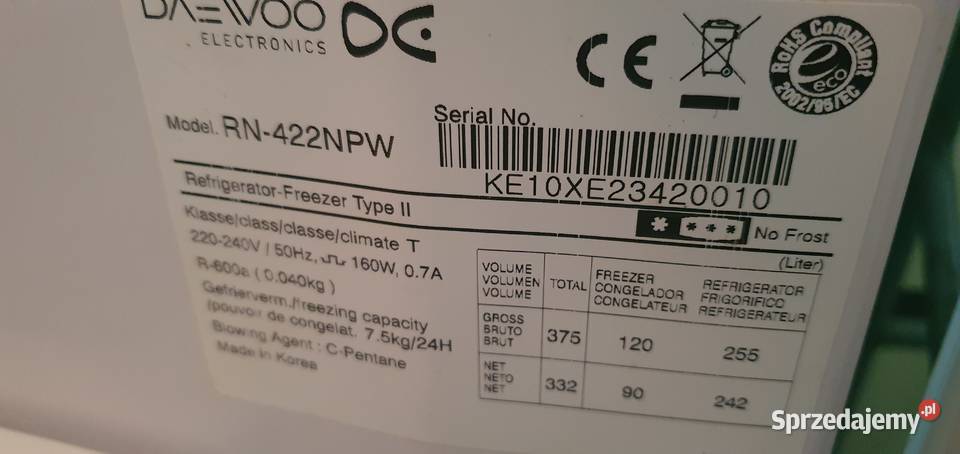 DAEWOO
ELECTRONICS
CE
RoHS Compliant
eco
2002/95/EC
Model. RN-422NPW
Serial No.
KE10XE23420010
Refrigerator-Freezer Type II
No Frost
Klasse/class/classe/climate T
220-240V / 50Hz, 160W, 0.7A
R-600a ( 0.040kg )
Gefrierverm./freezing capacity
/pouvoir de congelat. 7.5kg/24H
Blowing Agent : C-Pentane
Made in Korea
(Liter)
VOLUME
VOLUMEN
VOLUME
TOTAL
FREEZER
CONGELADOR
CONGELATEUR
REFRIGERATOR
FRIGORIFICO
REFRIGERATEUR
GROSS
BRUTO
BRUT
375
120
255
NET
NETO
NET
332
90
242
Sprzedajemy.pl